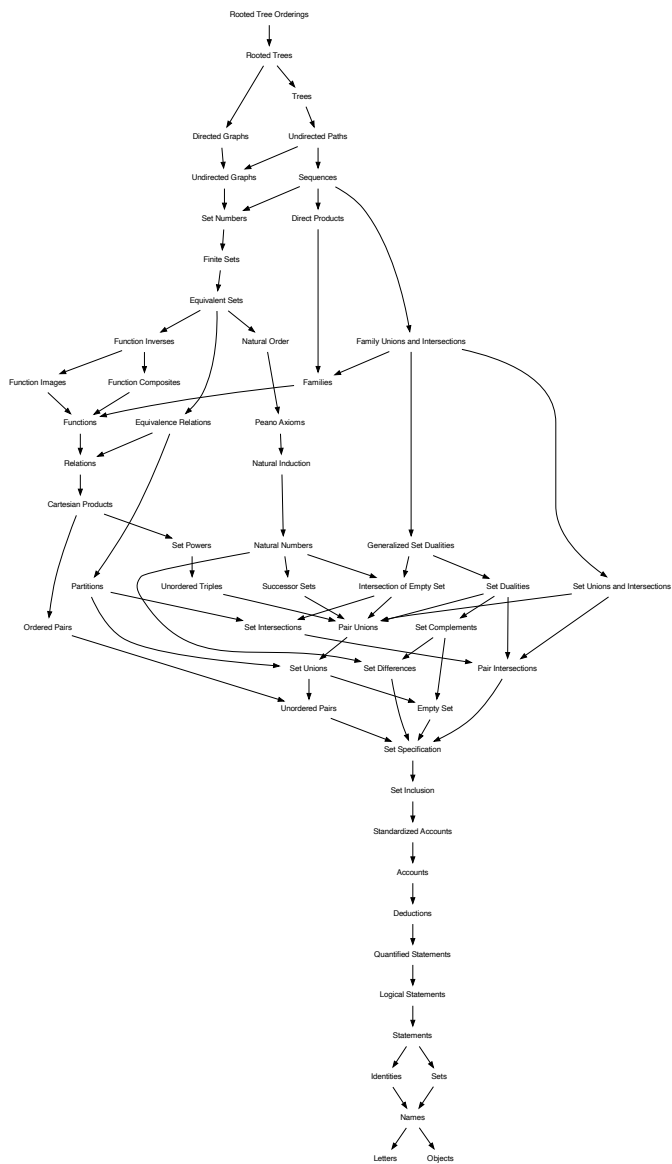 Rooted Tree Orderings
Rooted Trees
Trees
Directed Graphs
Undirected Paths
Undirected Graphs
Sequences
Set Numbers
Direct Products
Finite Sets
Equivalent Sets
Function Inverses
Natural Order
Family Unions and Intersections
Function Images
Function Composites
Families
Functions
Equivalence Relations
Peano Axioms
Relations
Natural Induction
Cartesian Products
Set Powers
Natural Numbers
Generalized Set Dualities
Partitions
Unordered Triples
Successor Sets
Intersection of Empty Set
Set Dualities
Set Unions and Intersections
Ordered Pairs
Set Intersections
Pair Unions
Set Complements
Set Unions
Set Differences
Pair Intersections
Unordered Pairs
Empty Set
Set Specification
Set Inclusion
Standardized Accounts
Accounts
Deductions
Quantified Statements
Logical Statements
Statements
Identities
Sets
Names
Letters
Objects